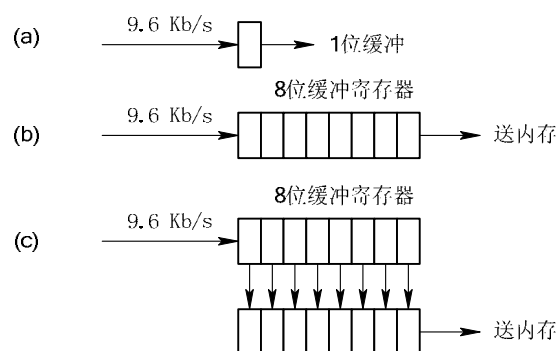 (a) 9.6 Kb/s 1位缓冲
8位缓冲寄存器
(b) 9.6 Kb/s 送内存
8位缓冲寄存器
(c) 9.6 Kb/s
送内存